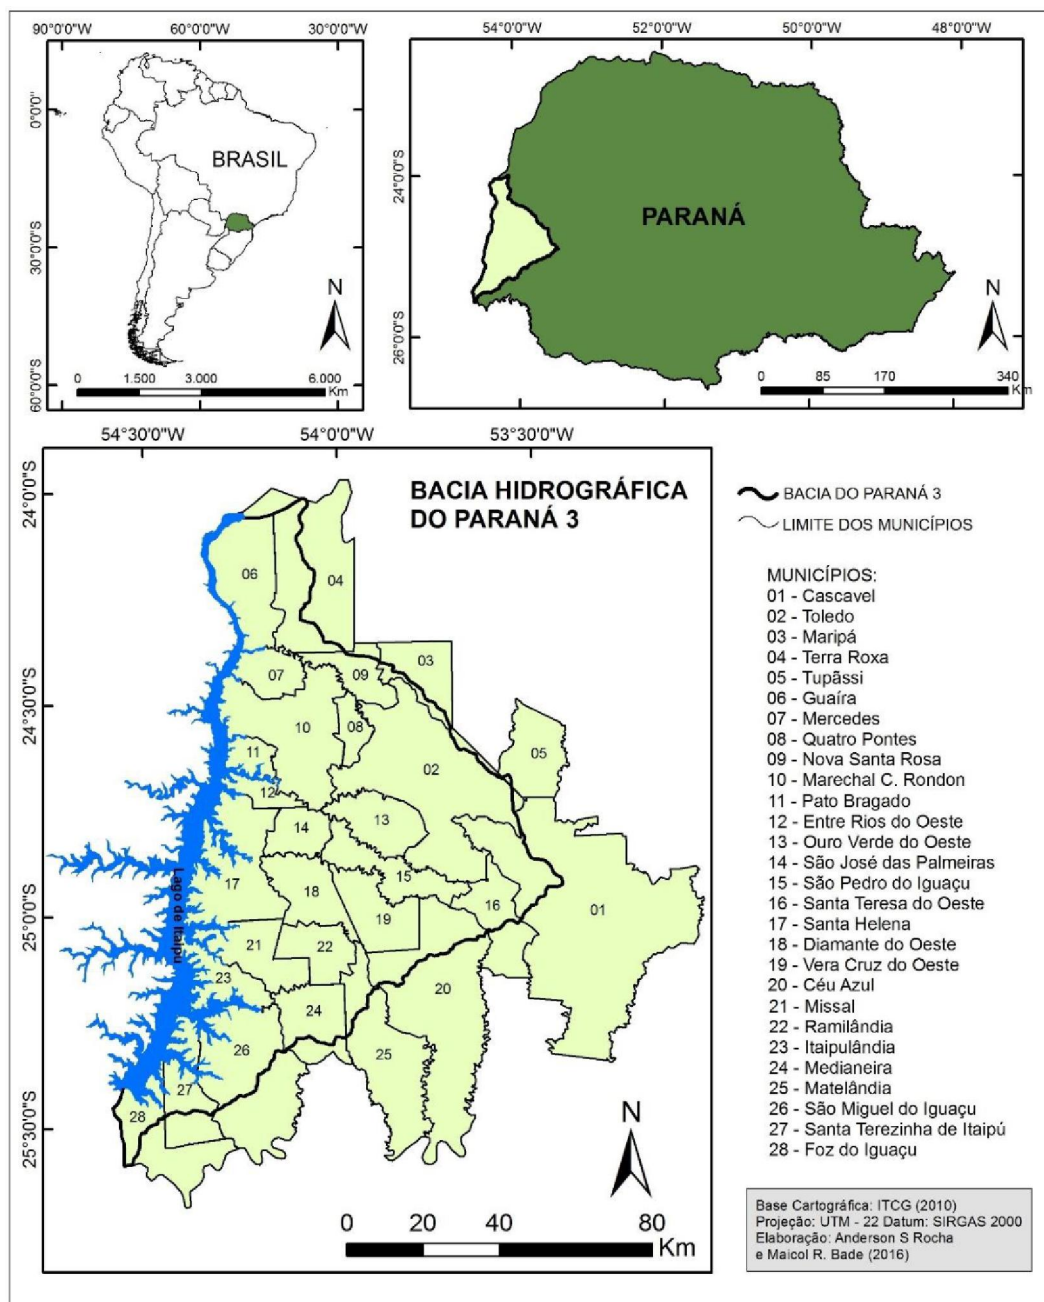 90°0'0"W 60°0'0"W 30°0'0"W
0°0'0"
30°0'0"S
60°0'0"S
BRASIL
N
0 1.500 3.000 6.000
Km
54°0'0"W 52°0'0"W 50°0'0"W 48°0'0"W
24°0'0"S
26°0'0"S
PARANÁ
N
0 85 170 340
Km
54°30'0"W 54°0'0"W 53°30'0"W
24°0'0"S
24°30'0"S
25°0'0"S
25°30'0"S
BACIA HIDROGRÁFICA
DO PARANÁ 3
06
04
03
09
07
10
08
05
11
02
12
13
14
15
17
18
16
01
19
21
22
20
23
24
26
25
27
28
Lago de Itaipu
N
0 20 40 80
Km
BACIA DO PARANÁ 3
LIMITE DOS MUNICÍPIOS
MUNICÍPIOS:
01 - Cascavel
02 - Toledo
03 - Maripá
04 - Terra Roxa
05 - Tupãssi
06 - Guaíra
07 - Mercedes
08 - Quatro Pontes
09 - Nova Santa Rosa
10 - Marechal C. Rondon
11 - Pato Bragado
12 - Entre Rios do Oeste
13 - Ouro Verde do Oeste
14 - São José das Palmeiras
15 - São Pedro do Iguaçu
16 - Santa Teresa do Oeste
17 - Santa Helena
18 - Diamante do Oeste
19 - Vera Cruz do Oeste
20 - Céu Azul
21 - Missal
22 - Ramilândia
23 - Itaipulândia
24 - Medianeira
25 - Matelândia
26 - São Miguel do Iguaçu
27 - Santa Terezinha de Itaipú
28 - Foz do Iguaçu
Base Cartográfica: ITCG (2010)
Projeção: UTM - 22 Datum: SIRGAS 2000
Elaboração: Anderson S Rocha
e Maicol R. Bade (2016)